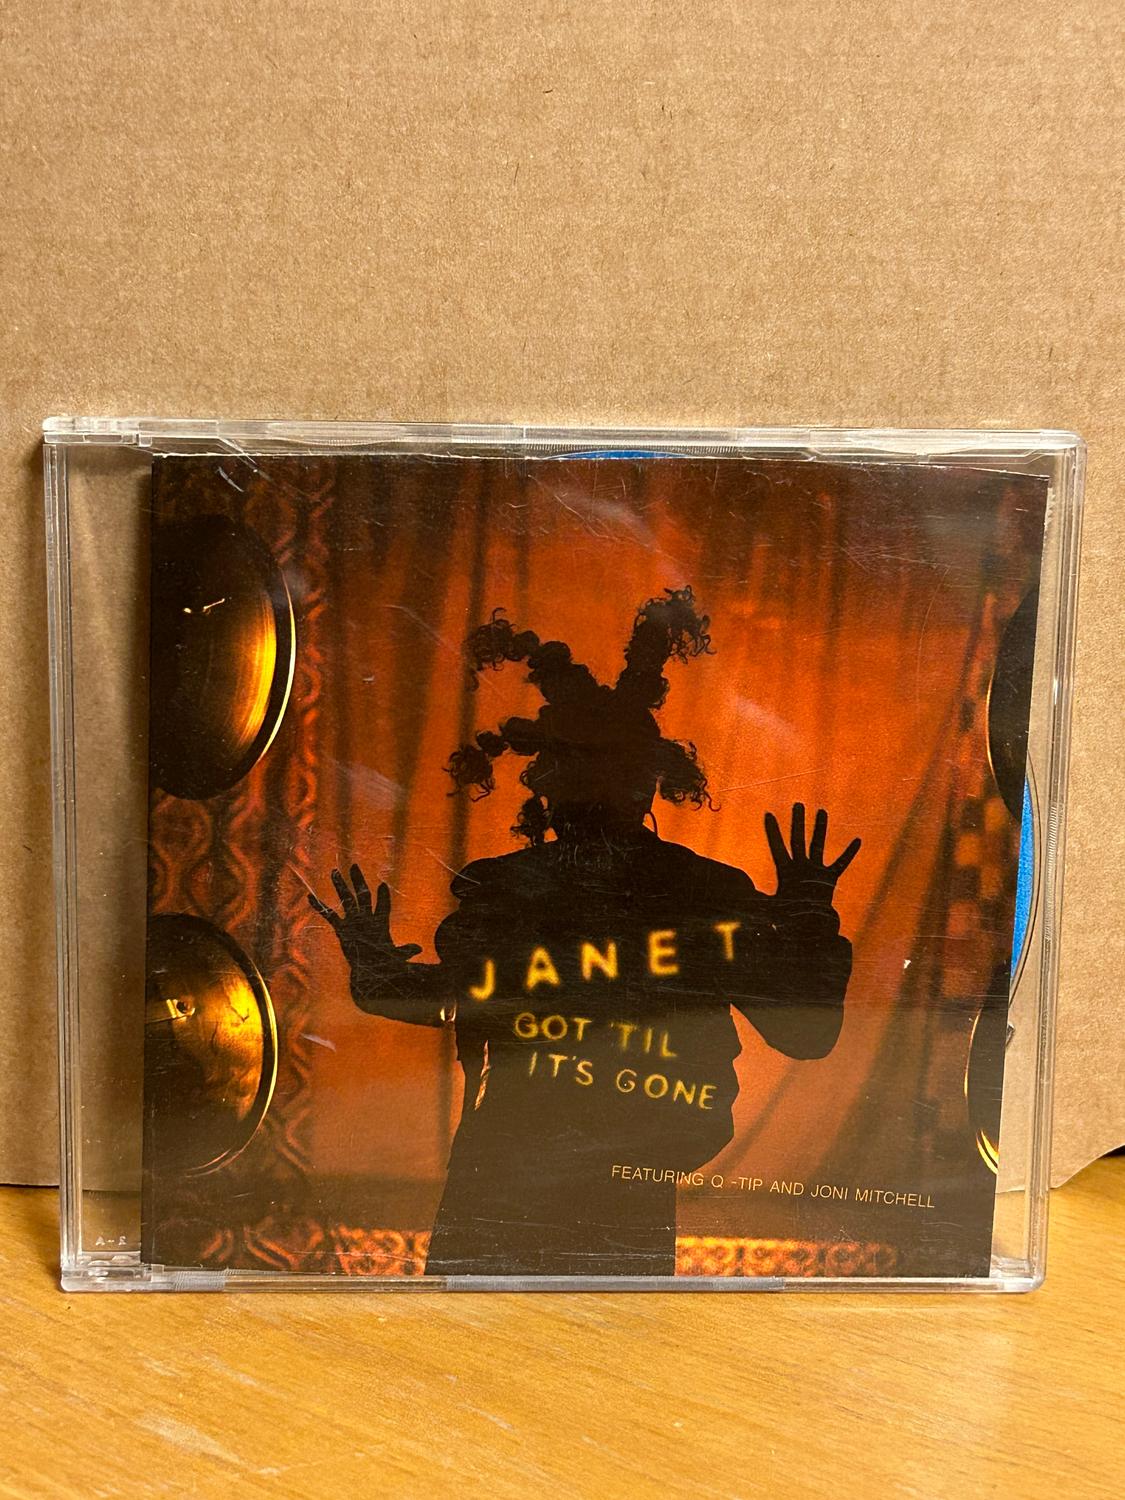 JANET
GOT 'TIL
IT'S GONE
FEATURING Q -TIP AND JONI MITCHELL